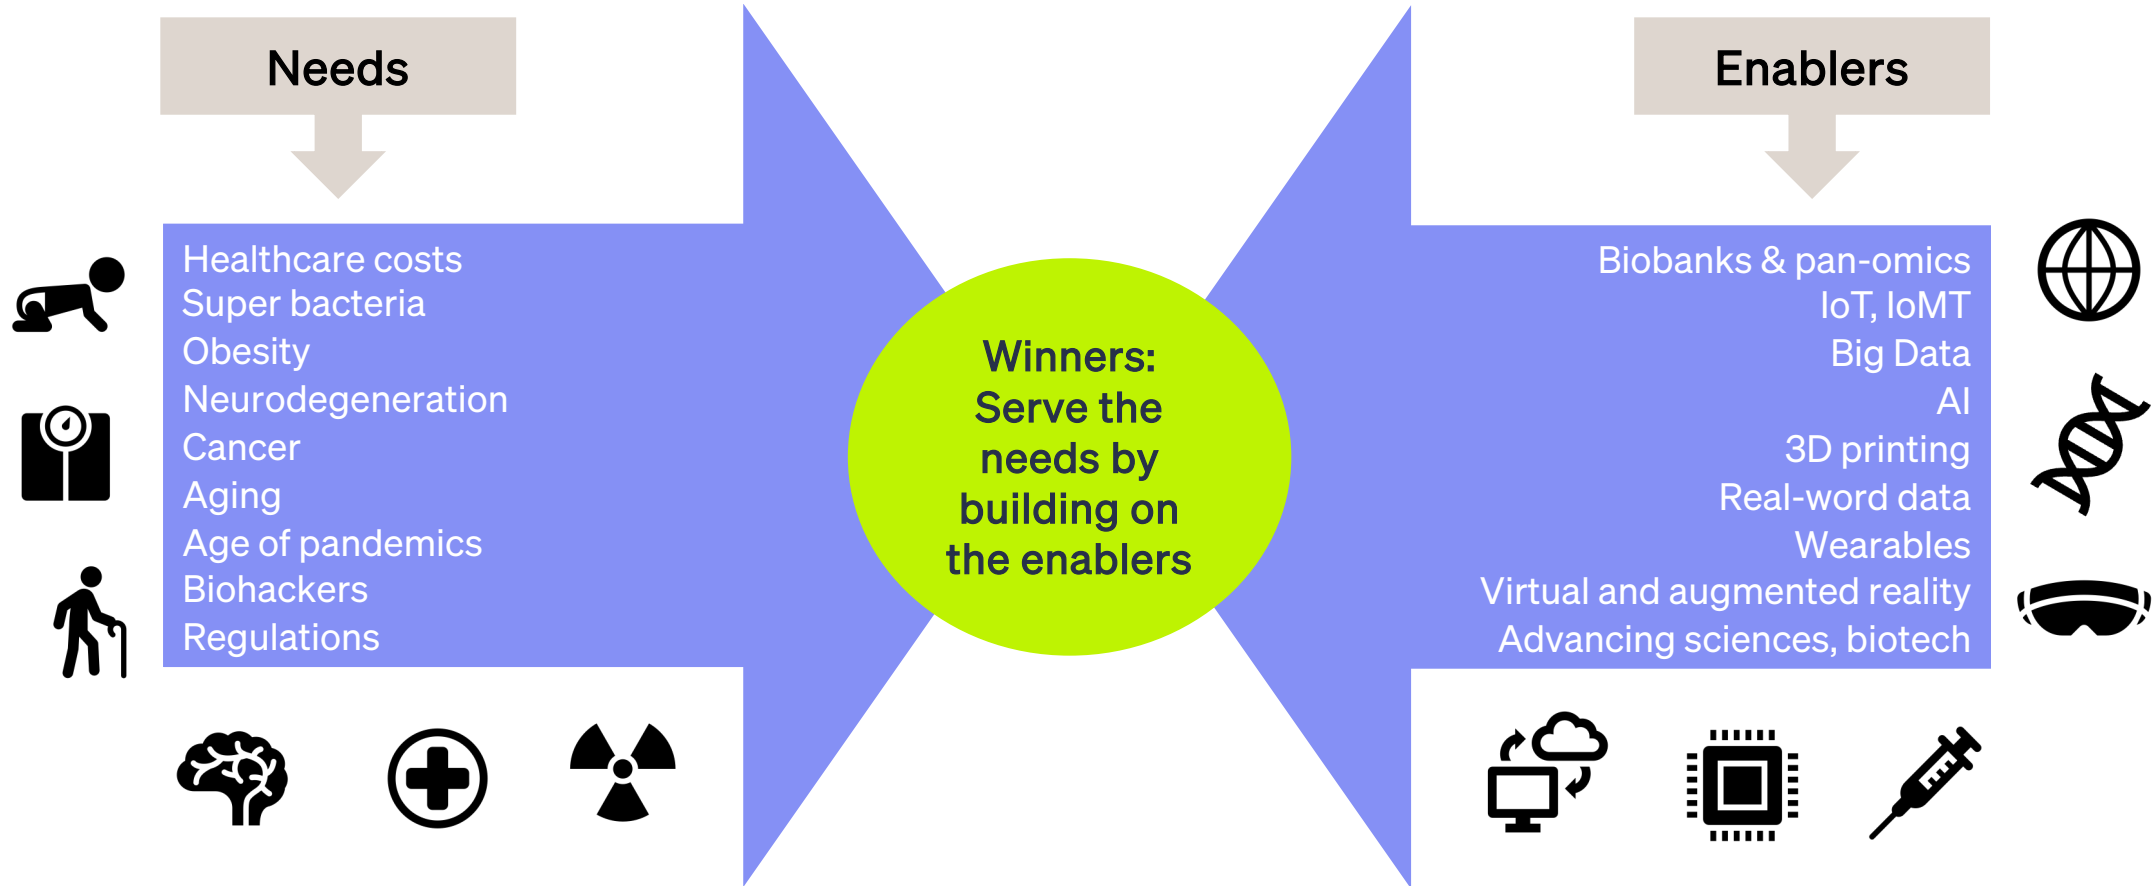 Needs
Healthcare costs
Super bacteria
Obesity
Neurodegeneration
Cancer
Aging
Age of pandemics
Biohackers
Regulations
Winners:
Serve the
needs by
building on
the enablers
Enablers
Biobanks & pan-omics
IoT, IoMT
Big Data
AI
3D printing
Real-word data
Wearables
Virtual and augmented reality
Advancing sciences, biotech